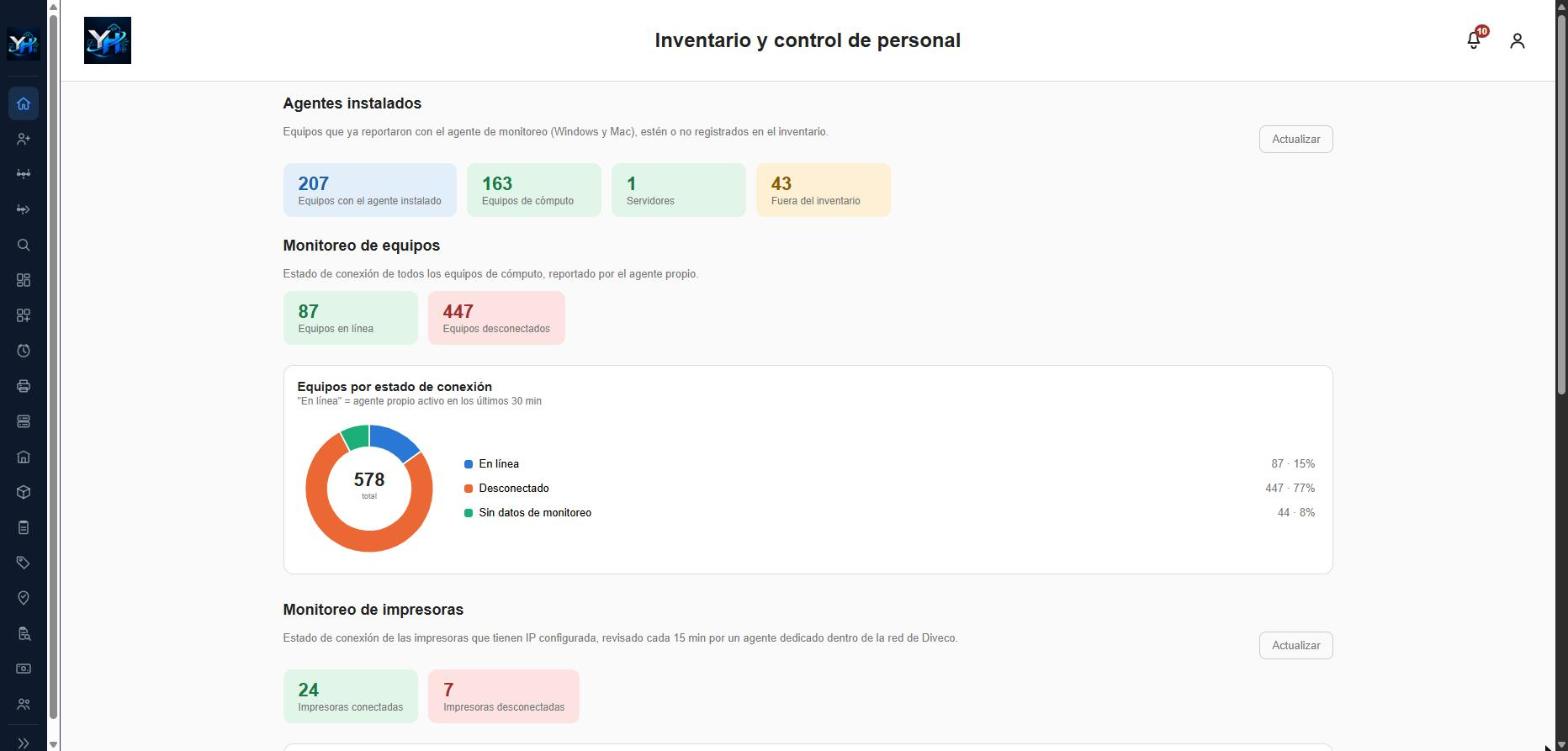 YH
YH
Inventario y control de personal
10
Agentes instalados
Equipos que ya reportaron con el agente de monitoreo (Windows y Mac), estén o no registrados en el inventario.
Actualizar
207
Equipos con el agente instalado
163
Equipos de cómputo
1
Servidores
43
Fuera del inventario
Monitoreo de equipos
Estado de conexión de todos los equipos de cómputo, reportado por el agente propio.
87
Equipos en línea
447
Equipos desconectados
Equipos por estado de conexión
"En línea" = agente propio activo en los últimos 30 min
578
total
En línea 87 · 15%
Desconectado 447 · 77%
Sin datos de monitoreo 44 · 8%
Monitoreo de impresoras
Estado de conexión de las impresoras que tienen IP configurada, revisado cada 15 min por un agente dedicado dentro de la red de Diveco.
Actualizar
24
Impresoras conectadas
7
Impresoras desconectadas